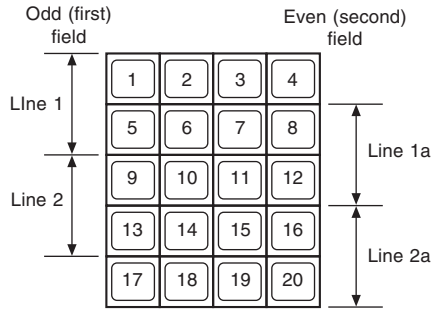 Odd (first)
field
Even (second)
field
1 2 3 4
LIne 1
5 6 7 8
Line 1a
9 10 11 12
Line 2
13 14 15 16
Line 2a
17 18 19 20